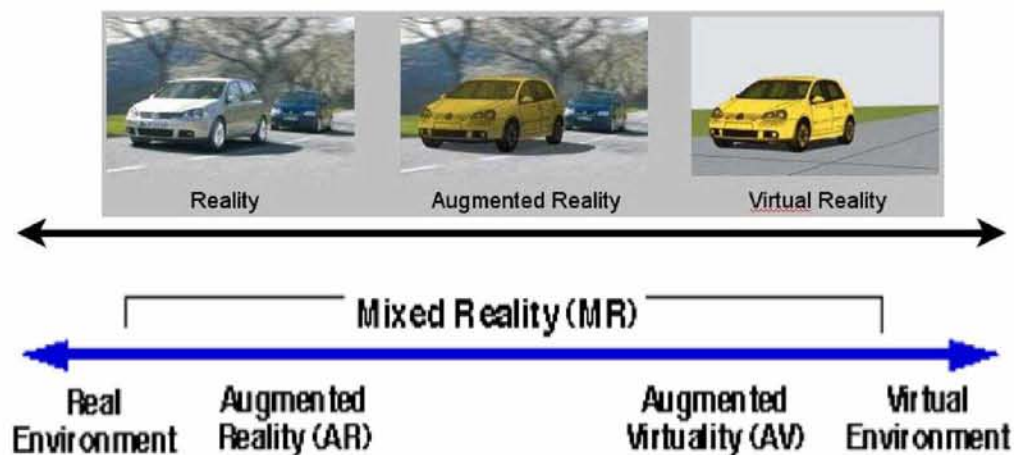 Reality
Augmented Reality
Virtual Reality
Mixed Reality (MR)
Real
Environment
Augmented
Reality (AR)
Augmented
Virtuality (AV)
Virtual
Environment